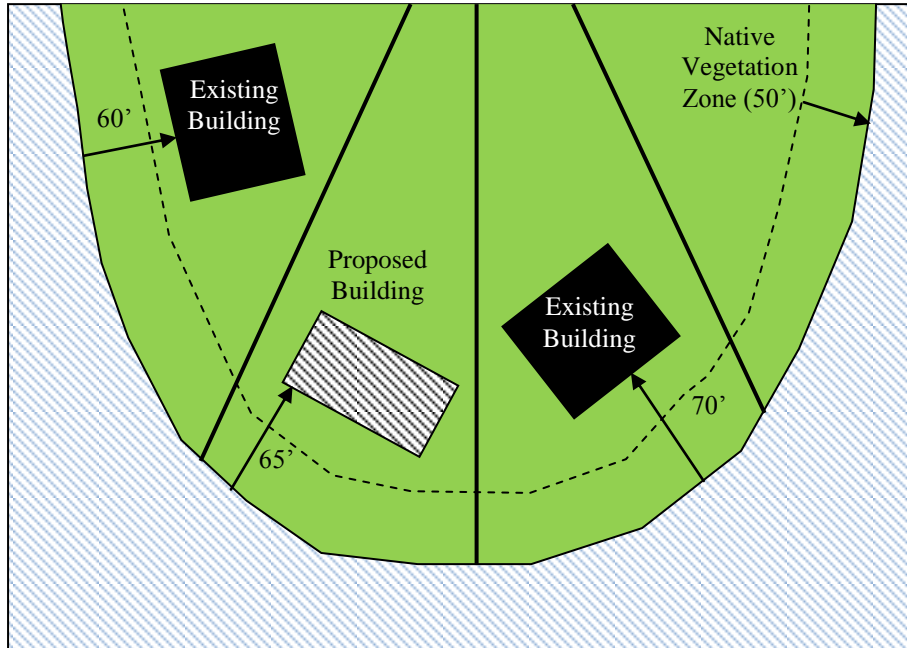 Existing
Building
60’
Native
Vegetation
Zone (50’)
Proposed
Building
Existing
Building
65’
70’